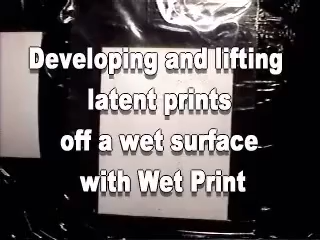 Developing and lifting
latent prints
off a wet surface
with Wet Print